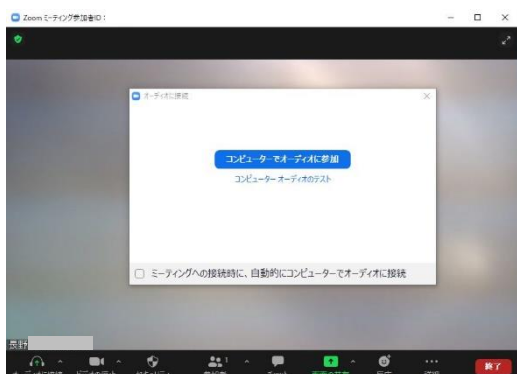 Zoom ミーティング参加者ID：
オーディオに接続
コンピューターでオーディオに参加
コンピューター オーディオのテスト
ミーティングへの接続時に、自動的にコンピューターでオーディオに接続
長野
1
終了